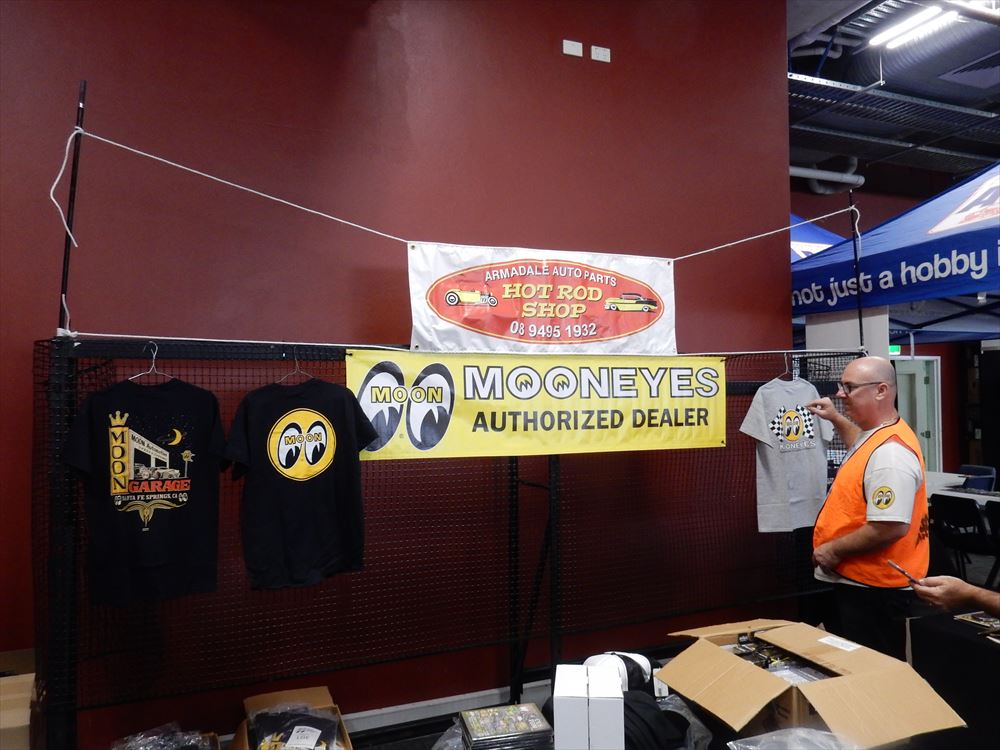 ARMADALE AUTO PARTS
HOT ROD
SHOP
08 9495 1932
MOON
MOONEYES
AUTHORIZED DEALER
MOON
GARAGE
SANTA FE SPRINGS, CA
MOON
MOON
not just a hobby